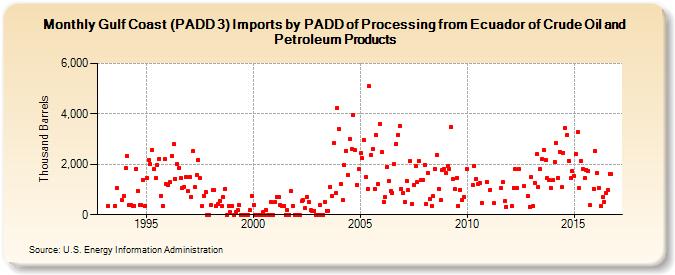 Monthly Gulf Coast (PADD 3) Imports by PADD of Processing from Ecuador of Crude Oil and
Petroleum Products
Thousand Barrels
6,000
4,000
2,000
0
1995
2000
2005
2010
2015
Source: U.S. Energy Information Administration